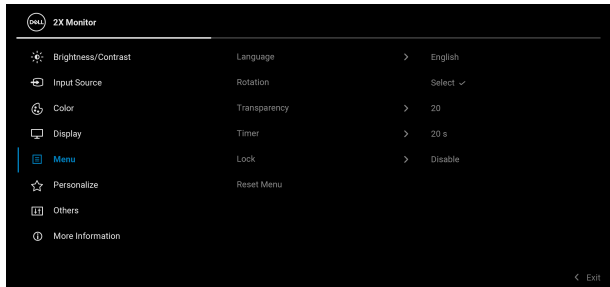 DELL 2X Monitor
Brightness/Contrast Language > English
Input Source Rotation Select ✓
Color Transparency > 20
Display Timer > 20 s
Menu Lock > Disable
Personalize Reset Menu
Others
More Information
< Exit